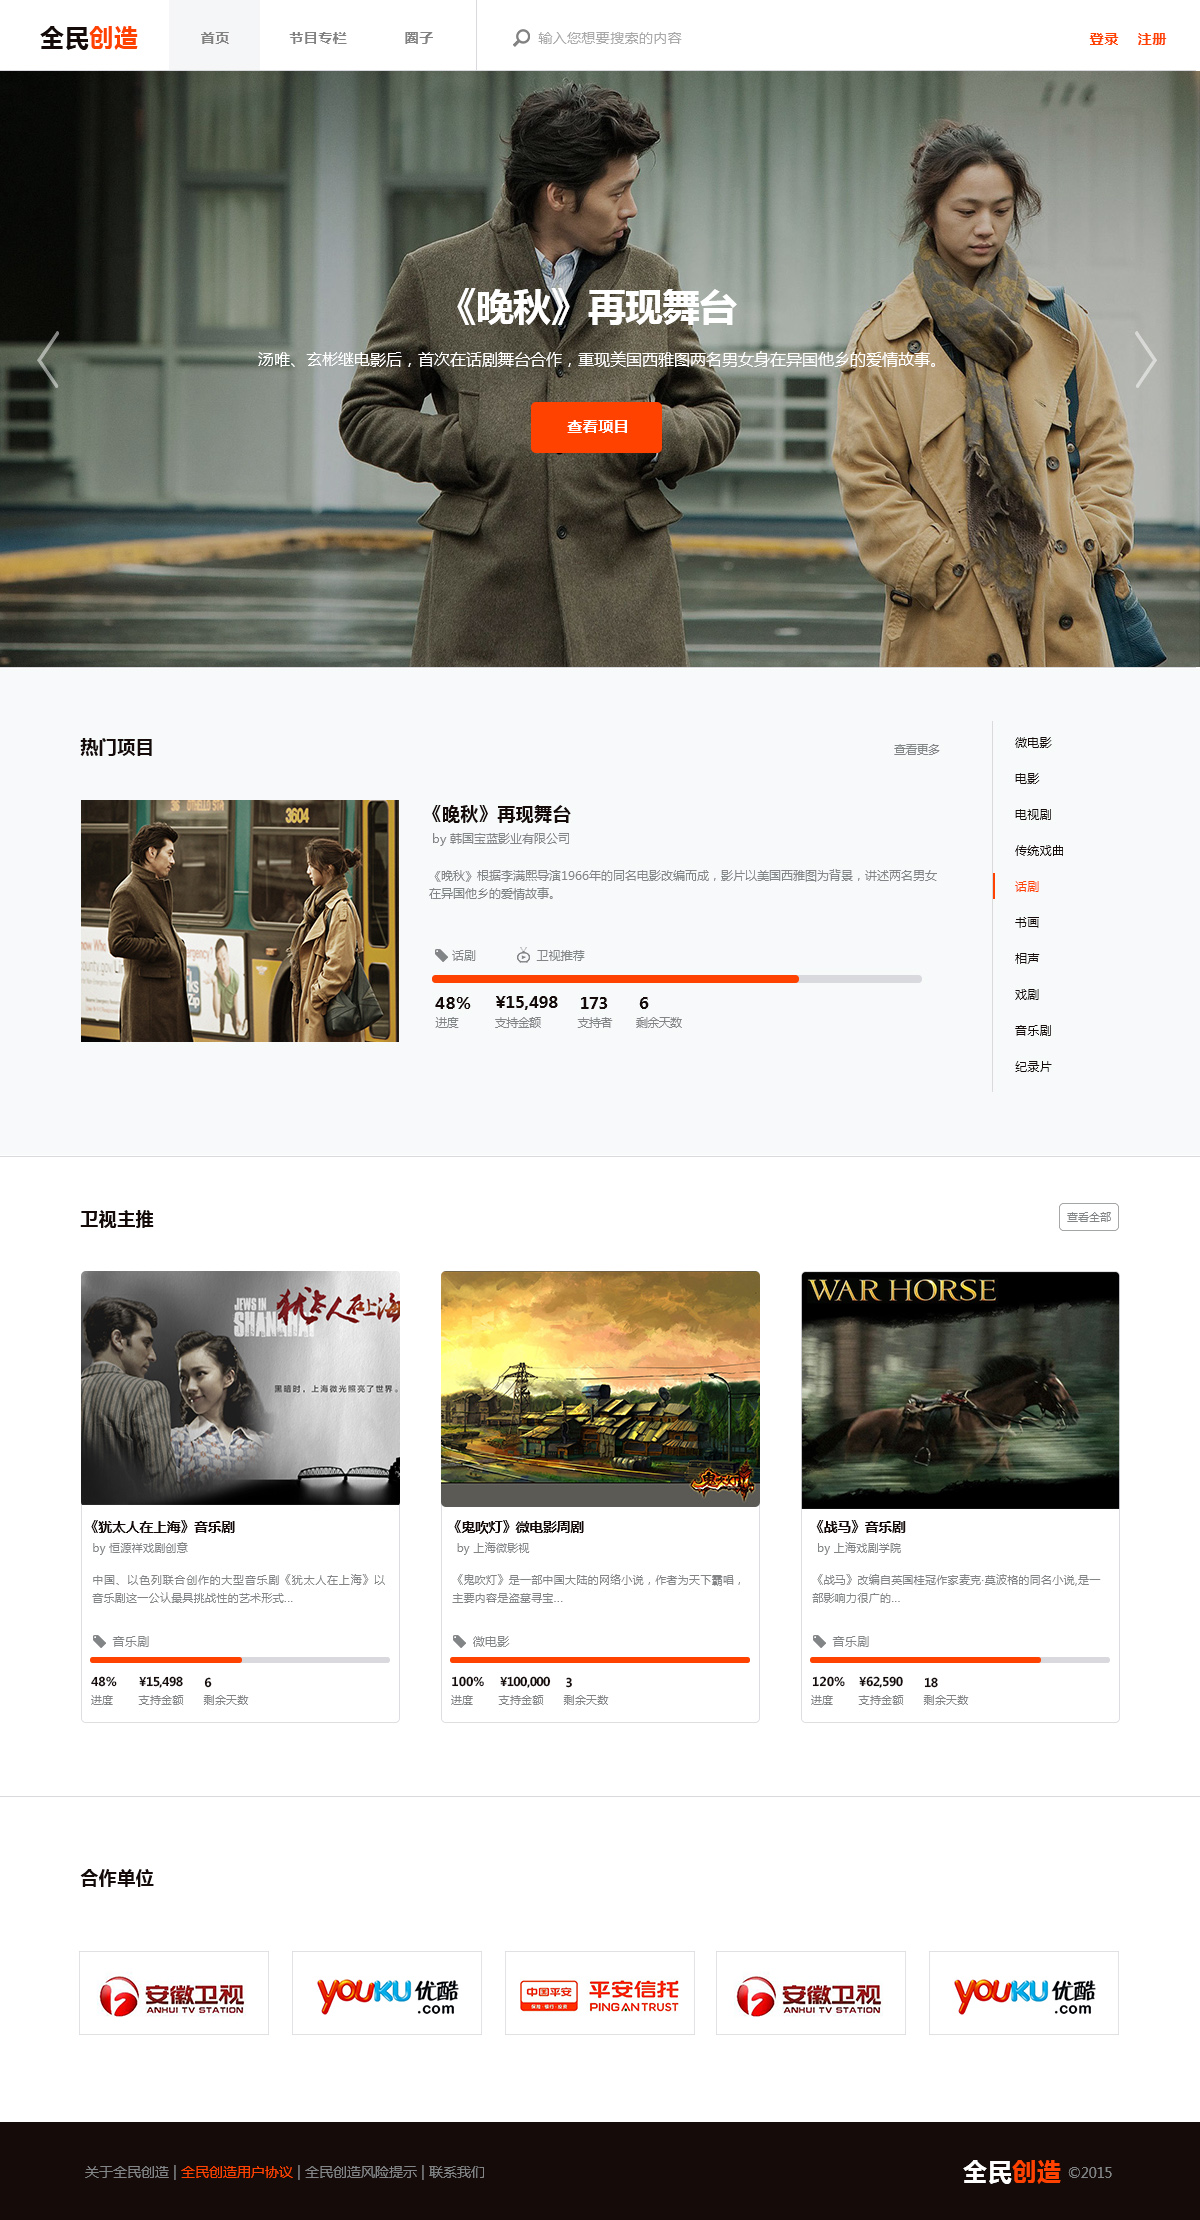 全民创造
首页
节目专栏
圈子
输入您想要搜索的内容
登录
注册
116
《晚秋》再现舞台
汤唯、玄彬继电影后，首次在话剧舞台合作，重现美国西雅图两名男女身在异国他乡的爱情故事。
查看项目
热门项目
查看更多
3604
《晚秋》再现舞台
by 韩国宝蓝影业有限公司
《晚秋》根据李满熙导演1966年的同名电影改编而成，影片以美国西雅图为背景，讲述两名男女
在异国他乡的爱情故事。
话剧
卫视推荐
48%
¥15,498
173
6
进度
支持金额
支持者
剩余天数
微电影
电影
电视剧
传统戏曲
话剧
书画
相声
戏剧
音乐剧
纪录片
卫视主推
查看全部
JEWS IN
SHANGHAI
犹太人在上海
黑暗时、上海微光照亮了世界。
《犹太人在上海》音乐剧
by 恒源祥戏剧创意
中国、以色列联合创作的大型音乐剧《犹太人在上海》以
音乐剧这一公认最具挑战性的艺术形式...
音乐剧
48%
¥15,498
6
进度
支持金额
剩余天数
鬼吹灯
《鬼吹灯》微电影周剧
by 上海微影视
《鬼吹灯》是一部中国大陆的网络小说，作者为天下霸唱，
主要内容是盗墓寻宝...
微电影
100%
¥100,000
3
进度
支持金额
剩余天数
WAR HORSE
《战马》音乐剧
by 上海戏剧学院
《战马》改编自英国桂冠作家麦克·莫波格的同名小说,是一
部影响力很广的...
音乐剧
120%
¥62,590
18
进度
支持金额
剩余天数
合作单位
安徽卫视
ANHUI TV STATION
YOUKU 优酷
.com
中国平安
保险·银行·投资
平安信托
PINGAN TRUST
安徽卫视
ANHUI TV STATION
YOUKU 优酷
.com
关于全民创造 | 全民创造用户协议 | 全民创造风险提示 | 联系我们
全民创造 ©2015